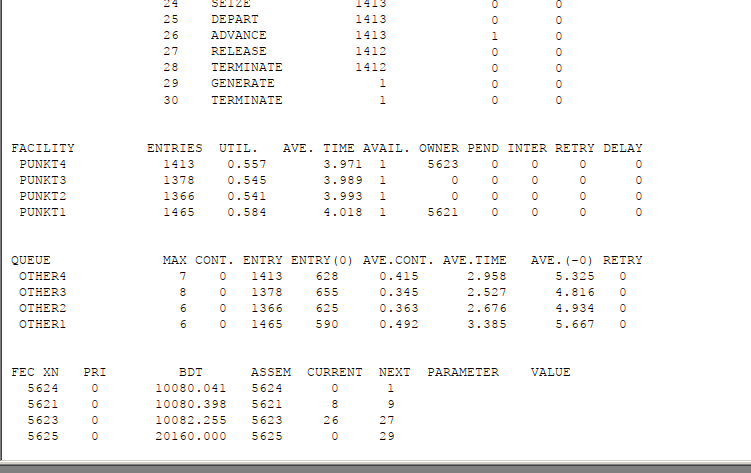 24 SEIZE 1413 0 0
25 DEPART 1413 0 0
26 ADVANCE 1413 1 0
27 RELEASE 1412 0 0
28 TERMINATE 1412 0 0
29 GENERATE 1 0 0
30 TERMINATE 1 0 0
FACILITY ENTRIES UTIL. AVE. TIME AVAIL. OWNER PEND INTER RETRY DELAY
PUNKT4 1413 0.557 3.971 1 5623 0 0 0 0
PUNKT3 1378 0.545 3.989 1 0 0 0 0 0
PUNKT2 1366 0.541 3.993 1 0 0 0 0 0
PUNKT1 1465 0.584 4.018 1 5621 0 0 0 0
QUEUE MAX CONT. ENTRY ENTRY(0) AVE.CONT. AVE.TIME AVE.(-0) RETRY
OTHER4 7 0 1413 628 0.415 2.958 5.325 0
OTHER3 8 0 1378 655 0.345 2.527 4.816 0
OTHER2 6 0 1366 625 0.363 2.676 4.934 0
OTHER1 6 0 1465 590 0.492 3.385 5.667 0
FEC XN PRI BDT ASSEM CURRENT NEXT PARAMETER VALUE
5624 0 10080.041 5624 0 1
5621 0 10080.398 5621 8 9
5623 0 10082.255 5623 26 27
5625 0 20160.000 5625 0 29